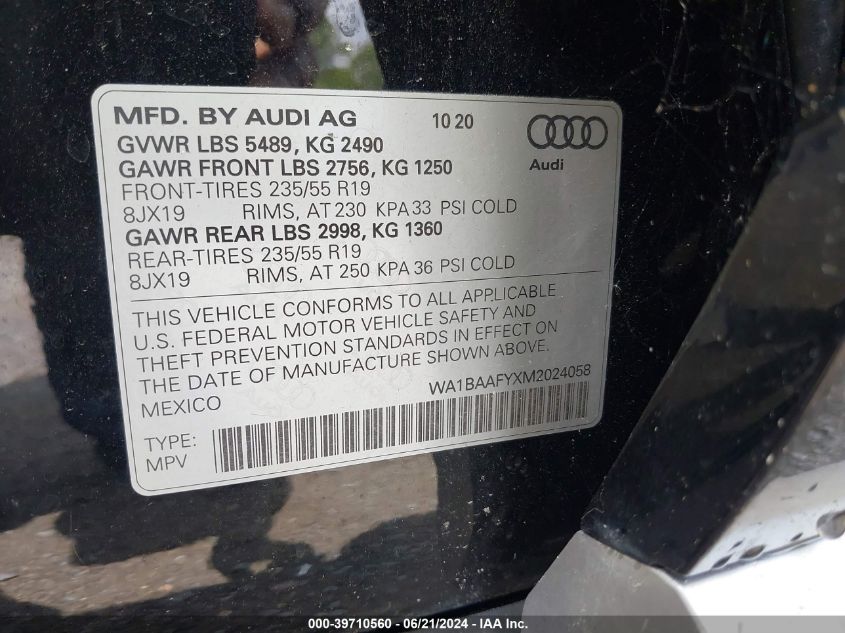 MFD. BY AUDI AG 10 20
GVWR LBS 5489, KG 2490
GAWR FRONT LBS 2756, KG 1250
Audi
FRONT-TIRES 235/55 R19
8JX19 RIMS, AT 230 KPA 33 PSI COLD
GAWR REAR LBS 2998, KG 1360
REAR-TIRES 235/55 R19
8JX19 RIMS, AT 250 KPA 36 PSI COLD
THIS VEHICLE CONFORMS TO ALL APPLICABLE
U.S. FEDERAL MOTOR VEHICLE SAFETY AND
THEFT PREVENTION STANDARDS IN EFFECT ON
THE DATE OF MANUFACTURE SHOWN ABOVE.
MEXICO WA1BAAFYXM2024058
TYPE:
MPV
000-39710560 - 06/21/2024 - IAA Inc.